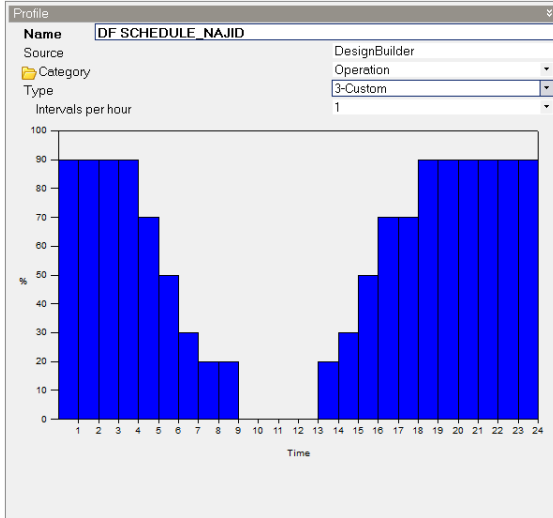 Profile
Name DF SCHEDULE_NAJID
Source DesignBuilder
Category Operation
Type 3-Custom
Intervals per hour 1
100
90
80
70
60
50
40
30
20
10
0
%
1 2 3 4 5 6 7 8 9 10 11 12 13 14 15 16 17 18 19 20 21 22 23 24
Time